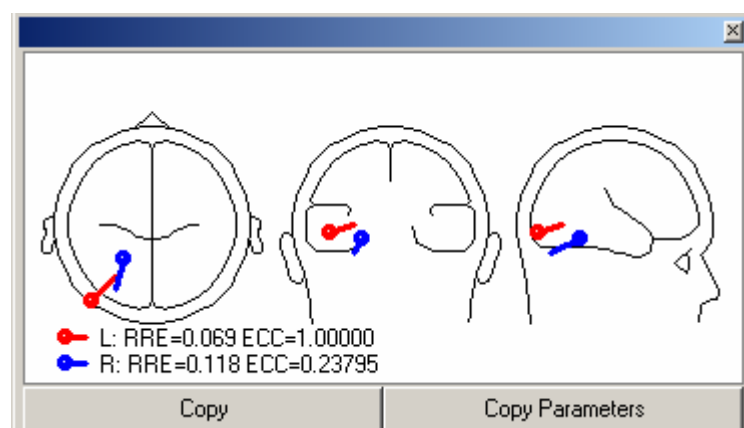 L: RRE=0.069 ECC=1.00000
R: RRE=0.118 ECC=0.23795
Copy
Copy Parameters